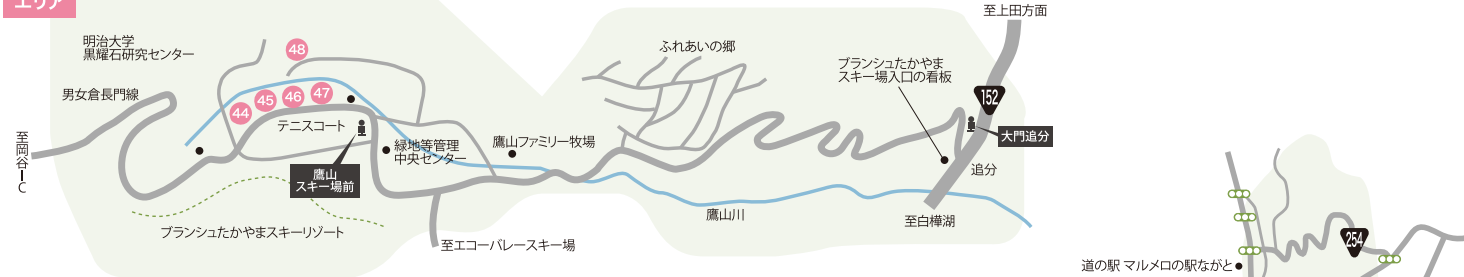 エリア
至上田方面
明治大学
黒耀石研究センター
48
ふれあいの郷
ブランシュたかやま
スキー場入口の看板
男女倉長門線
152
44
45
46
47
テニスコート
大門追分
至岡谷IC
緑地等管理
中央センター
鷹山ファミリー牧場
鷹山
スキー場前
追分
鷹山川
至白樺湖
ブランシュたかやまスキーリゾート
至エコーバレースキー場
254
道の駅 マルメロの駅ながと